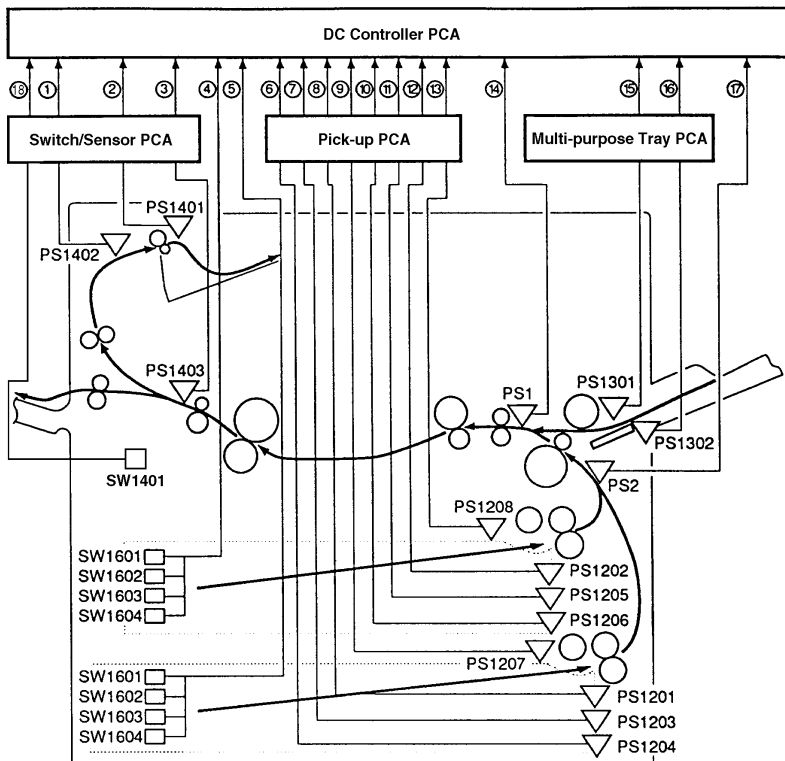 DC Controller PCA
⑱ ① ② ③ ④ ⑤ ⑥ ⑦ ⑧ ⑨ ⑩ ⑪ ⑫ ⑬ ⑭ ⑮ ⑯ ⑰
Switch/Sensor PCA
Pick-up PCA
Multi-purpose Tray PCA
PS1401
PS1402
PS1403
PS1
PS1301
PS1302
SW1401
PS2
PS1208
SW1601
SW1602
SW1603
SW1604
PS1202
PS1205
PS1206
PS1207
SW1601
SW1602
SW1603
SW1604
PS1201
PS1203
PS1204